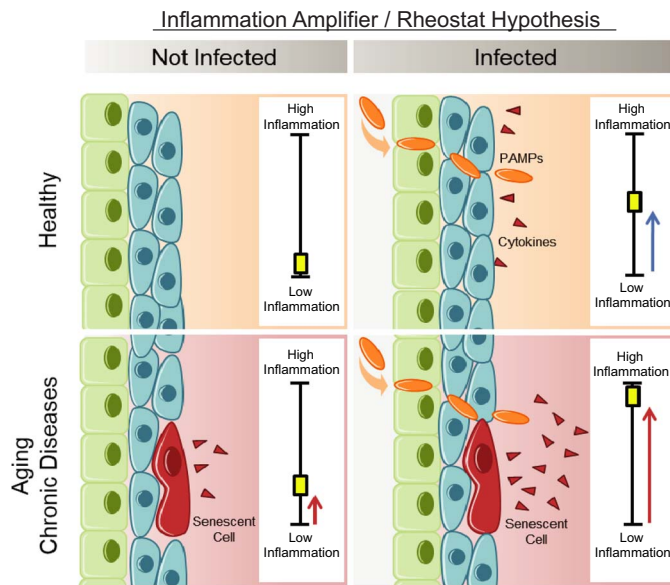 Inflammation Amplifier / Rheostat Hypothesis
Not Infected
Infected
Healthy
High
Inflammation
Low
Inflammation
PAMPs
Cytokines
High
Inflammation
Low
Inflammation
Aging
Chronic Diseases
Senescent
Cell
High
Inflammation
Low
Inflammation
Senescent
Cell
High
Inflammation
Low
Inflammation